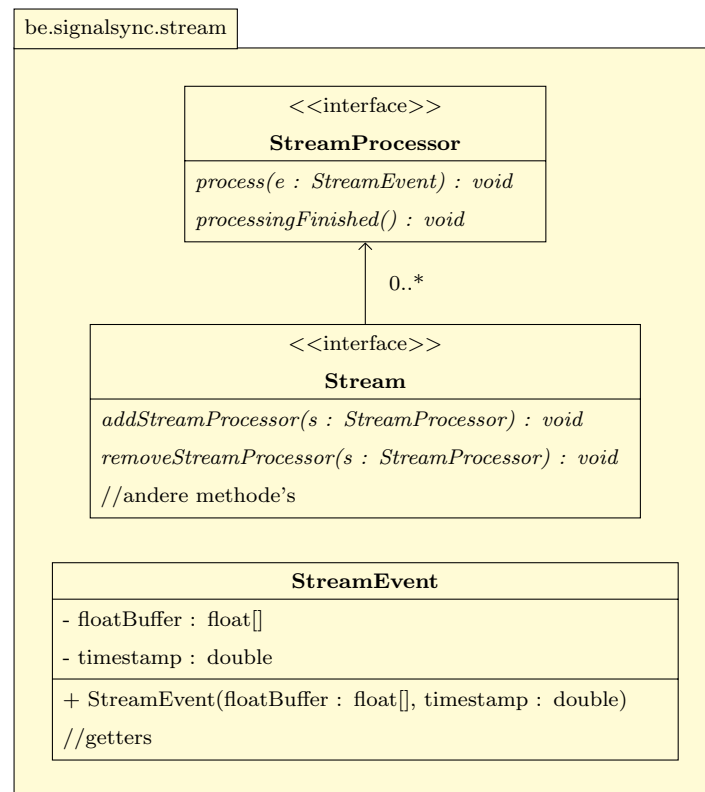 be.signalsync.stream
<<interface>>
StreamProcessor
process(e : StreamEvent) : void
processingFinished() : void
0..*
<<interface>>
Stream
addStreamProcessor(s : StreamProcessor) : void
removeStreamProcessor(s : StreamProcessor) : void
//andere methode's
StreamEvent
- floatBuffer : float[]
- timestamp : double
+ StreamEvent(floatBuffer : float[], timestamp : double)
//getters